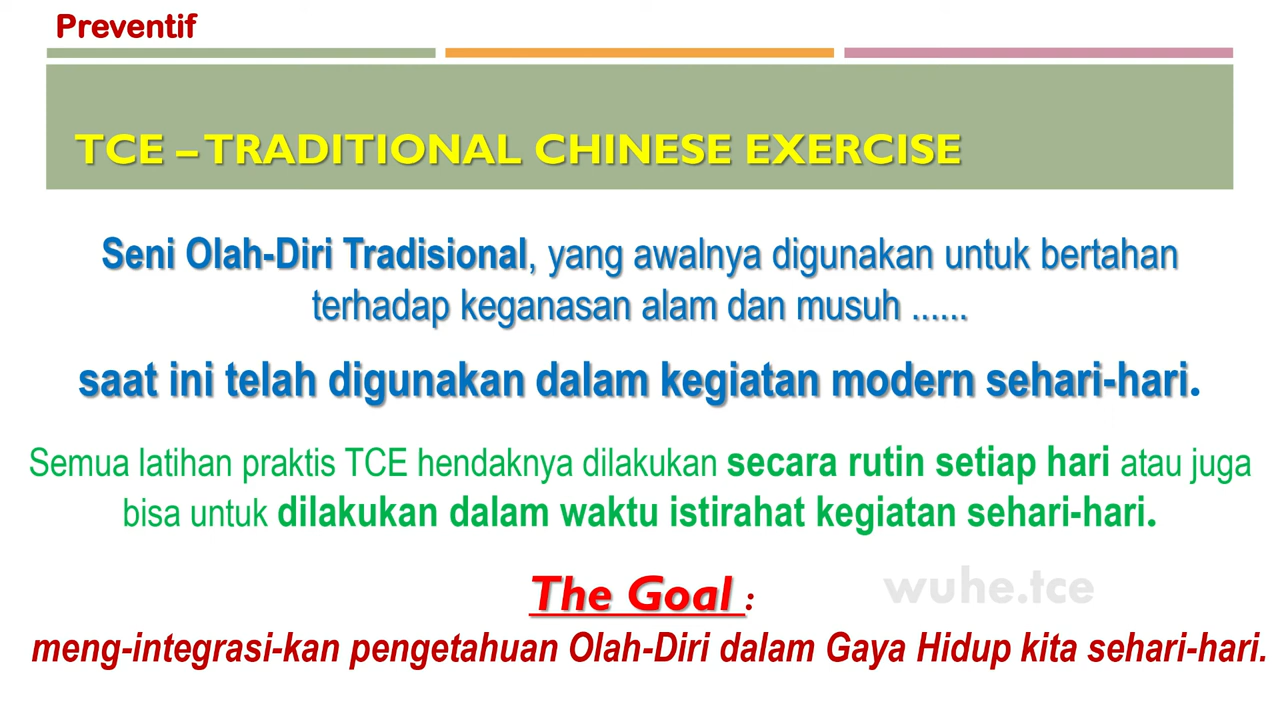 Preventif
TCE – TRADITIONAL CHINESE EXERCISE
Seni Olah-Diri Tradisional, yang awalnya digunakan untuk bertahan
terhadap keganasan alam dan musuh ......
saat ini telah digunakan dalam kegiatan modern sehari-hari.
Semua latihan praktis TCE hendaknya dilakukan secara rutin setiap hari atau juga
bisa untuk dilakukan dalam waktu istirahat kegiatan sehari-hari.
The Goal :
wuhe.tce
meng-integrasi-kan pengetahuan Olah-Diri dalam Gaya Hidup kita sehari-hari.